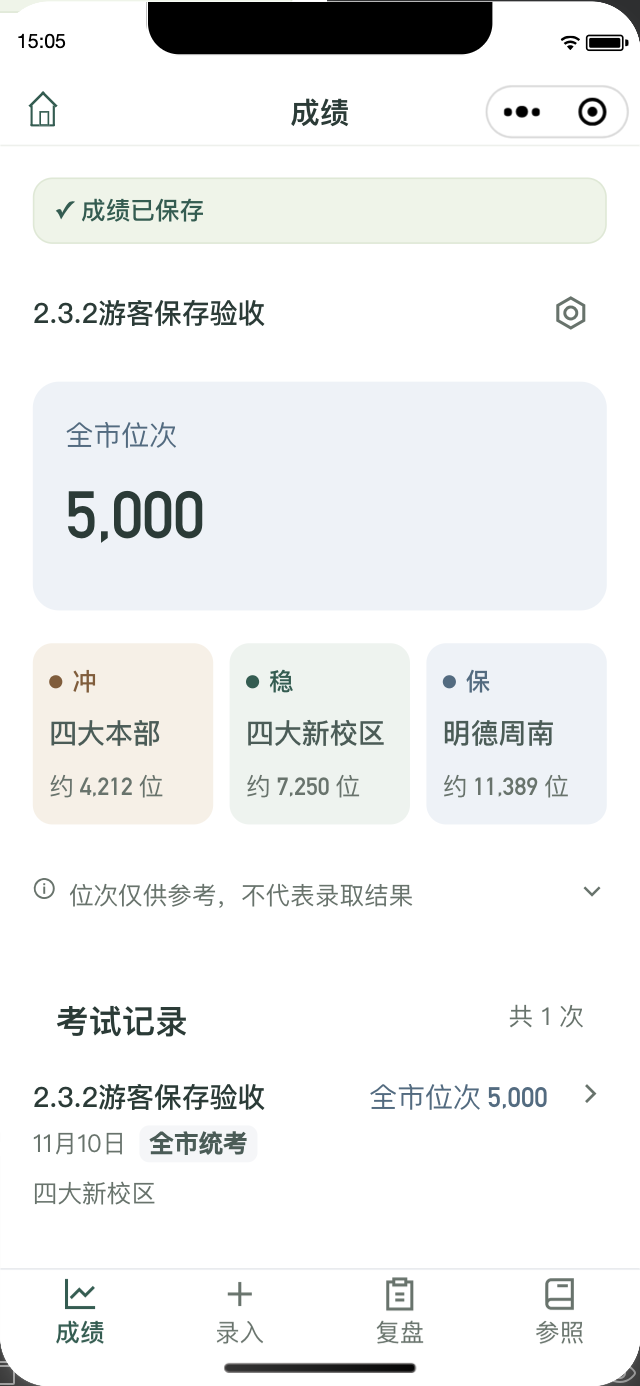 15:05
成绩
✓ 成绩已保存
2.3.2游客保存验收
全市位次
5,000
冲
四大本部
约 4,212 位
稳
四大新校区
约 7,250 位
保
明德周南
约 11,389 位
位次仅供参考，不代表录取结果
考试记录
共 1 次
2.3.2游客保存验收
全市位次 5,000
11月10日 全市统考
四大新校区
成绩
录入
复盘
参照